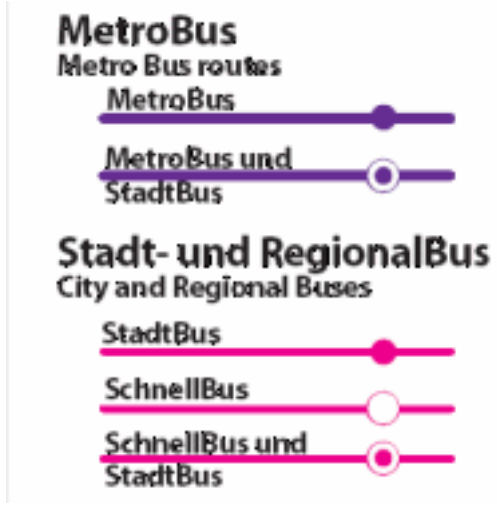 MetroBus
Metro Bus routes
MetroBus
MetroBus und
StadtBus
Stadt- und RegionalBus
City and Regional Buses
StadtBus
SchnellBus
SchnellBus und
StadtBus